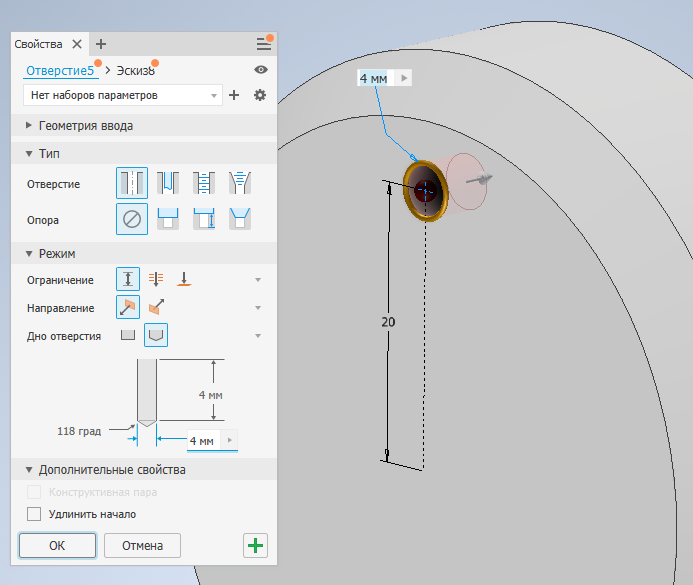 Свойства
Отверстие5 > Эскиз8
Нет наборов параметров
Геометрия ввода
Тип
Отверстие
Опора
Режим
Ограничение
Направление
Дно отверстия
4 мм
118 град
4 мм
Дополнительные свойства
Конструктивная пара
Удлинить начало
ОК
Отмена
4 мм
20